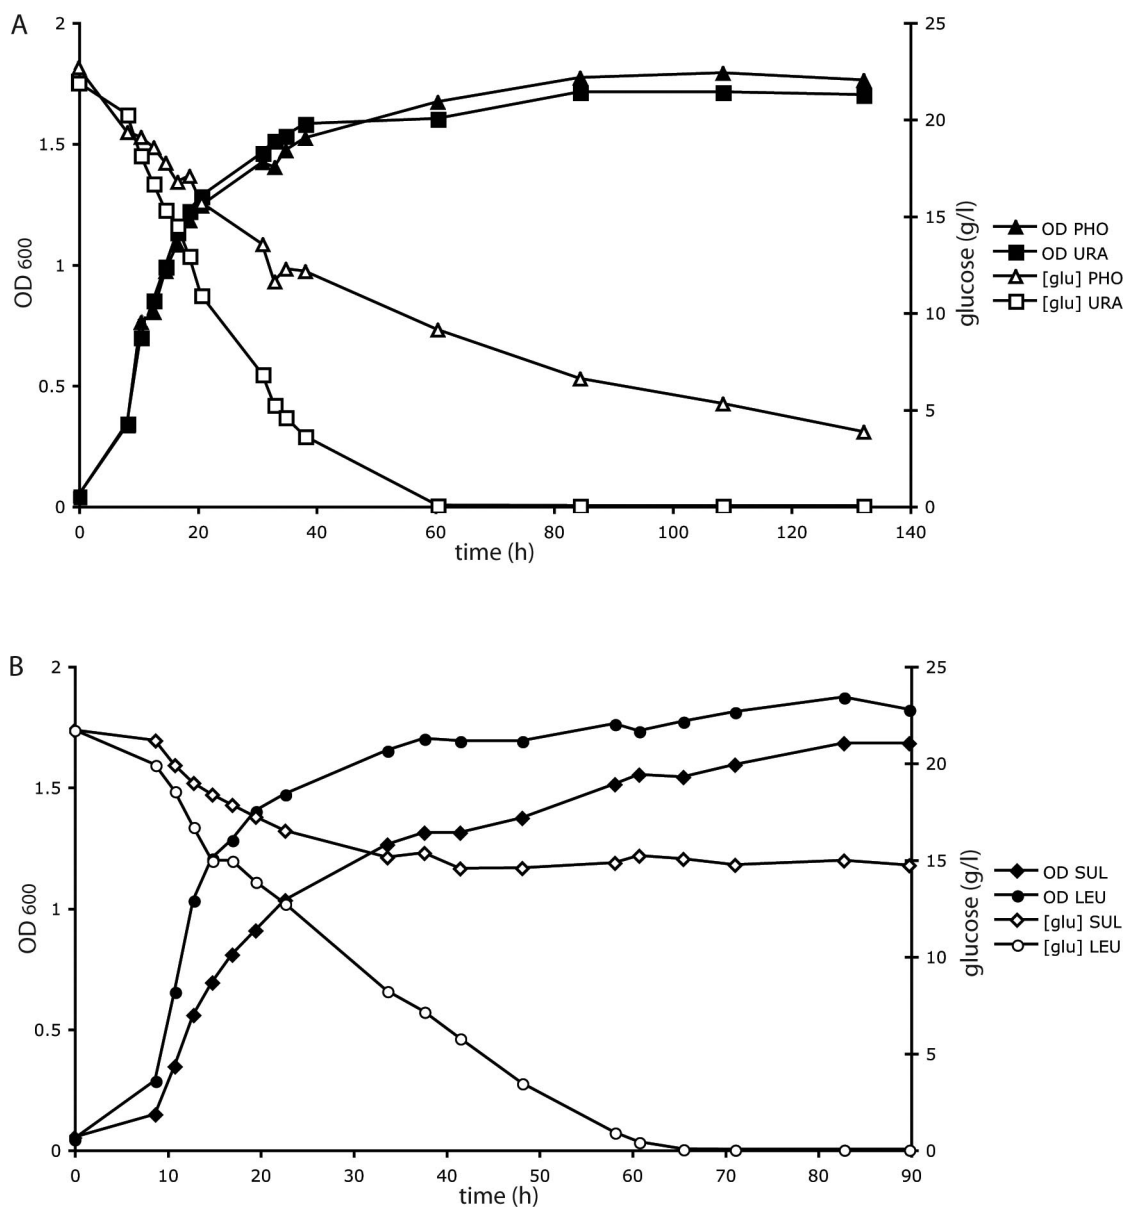 A
2
1.5
1
0.5
0
OD 600
25
20
15
10
5
0
glucose (g/l)
0 20 40 60 80 100 120 140
time (h)
OD PHO
OD URA
[glu] PHO
[glu] URA
B
2
1.5
1
0.5
0
OD 600
25
20
15
10
5
0
glucose (g/l)
0 10 20 30 40 50 60 70 80 90
time (h)
OD SUL
OD LEU
[glu] SUL
[glu] LEU